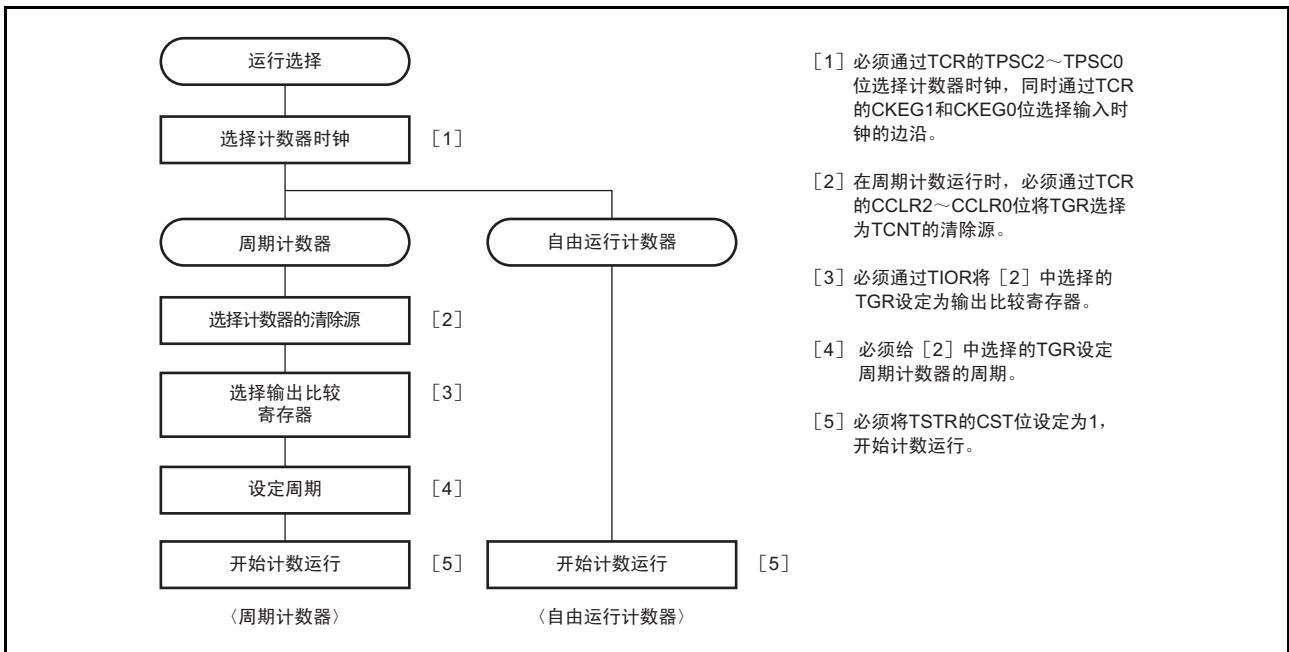 运行选择
选择计数器时钟
[1]
周期计数器
自由运行计数器
选择计数器的清除源
[2]
选择输出比较
寄存器
[3]
设定周期
[4]
开始计数运行
[5]
开始计数运行
[5]
〈周期计数器〉
〈自由运行计数器〉
[1] 必须通过TCR的TPSC2～TPSC0
位选择计数器时钟，同时通过TCR
的CKEG1和CKEG0位选择输入时
钟的边沿。
[2] 在周期计数运行时，必须通过TCR
的CCLR2～CCLR0位将TGR选择
为TCNT的清除源。
[3] 必须通过TIOR将［2］中选择的
TGR设定为输出比较寄存器。
[4] 必须给［2］中选择的TGR设定
周期计数器的周期。
[5] 必须将TSTR的CST位设定为1，
开始计数运行。